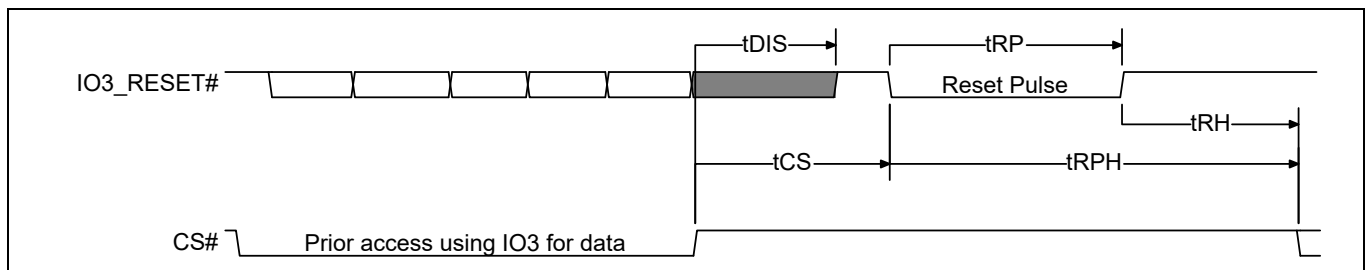 tDIS
tRP
IO3_RESET#
Reset Pulse
tRH
tCS
tRPH
CS#
Prior access using IO3 for data